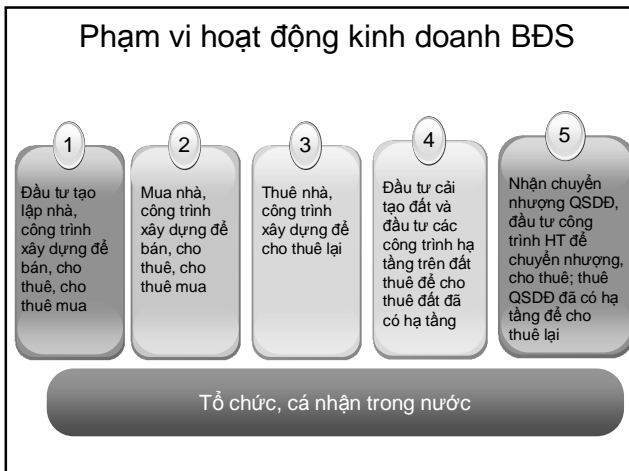 Phạm vi hoạt động kinh doanh BĐS
1
Đầu tư tạo
lập nhà,
công trình
xây dựng để
bán, cho
thuê, cho
thuê mua
2
Mua nhà,
công trình
xây dựng để
bán, cho
thuê, cho
thuê mua
3
Thuê nhà,
công trình
xây dựng để
cho thuê lại
4
Đầu tư cải
tạo đất và
đầu tư các
công trình hạ
tầng trên đất
thuê để cho
thuê đất đã
có hạ tầng
5
Nhận chuyển
nhượng QSDĐ,
đầu tư công
trình HT để
chuyển nhượng,
cho thuê; thuê
QSDĐ đã có hạ
tầng để cho
thuê lại
Tổ chức, cá nhận trong nước